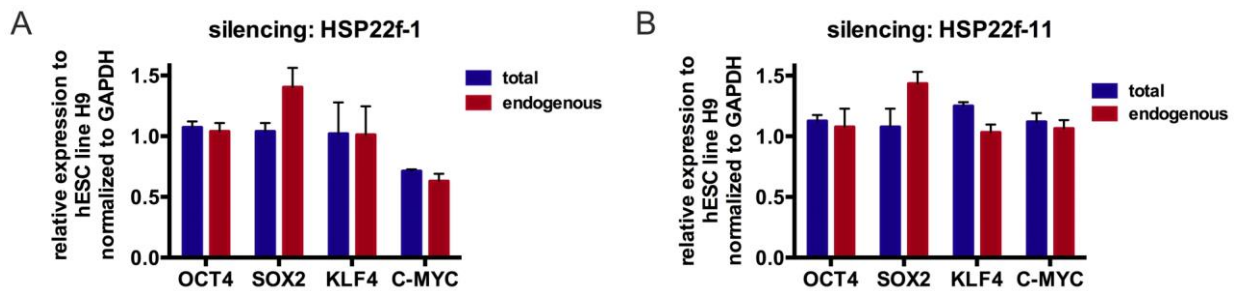 A
silencing: HSP22f-1
relative expression to
hESC line H9
normalized to GAPDH
1.5
1.0
0.5
0.0
OCT4 SOX2 KLF4 C-MYC
total
endogenous
B
silencing: HSP22f-11
relative expression to
hESC line H9
normalized to GAPDH
1.5
1.0
0.5
0.0
OCT4 SOX2 KLF4 C-MYC
total
endogenous